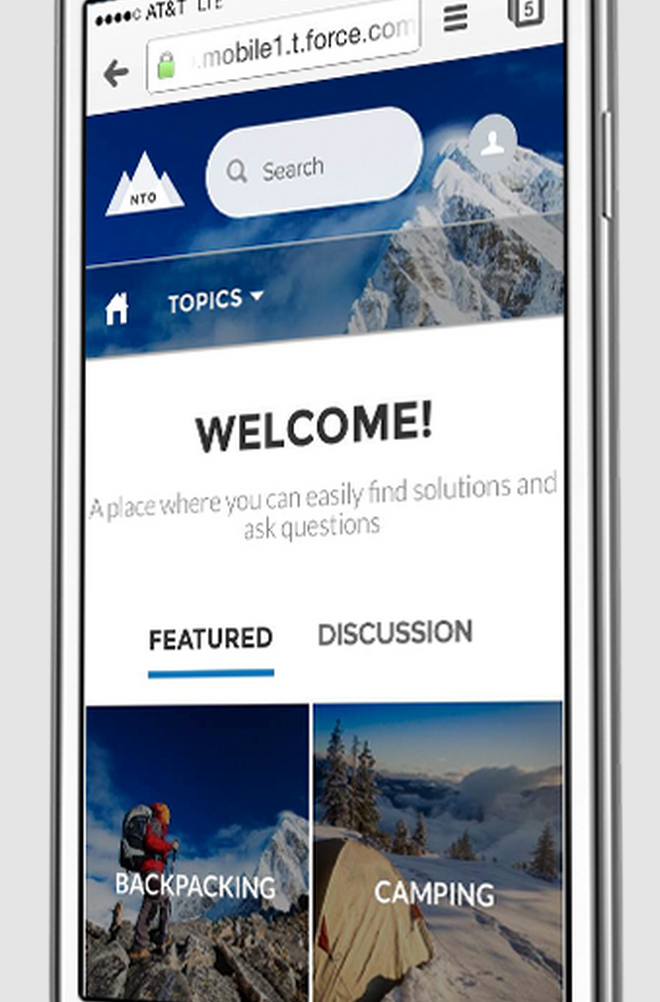 AT&T LTE
.mobile1.t.force.com
5
NTO
Search
TOPICS
WELCOME!
A place where you can easily find solutions and
ask questions
FEATURED
DISCUSSION
BACKPACKING
CAMPING